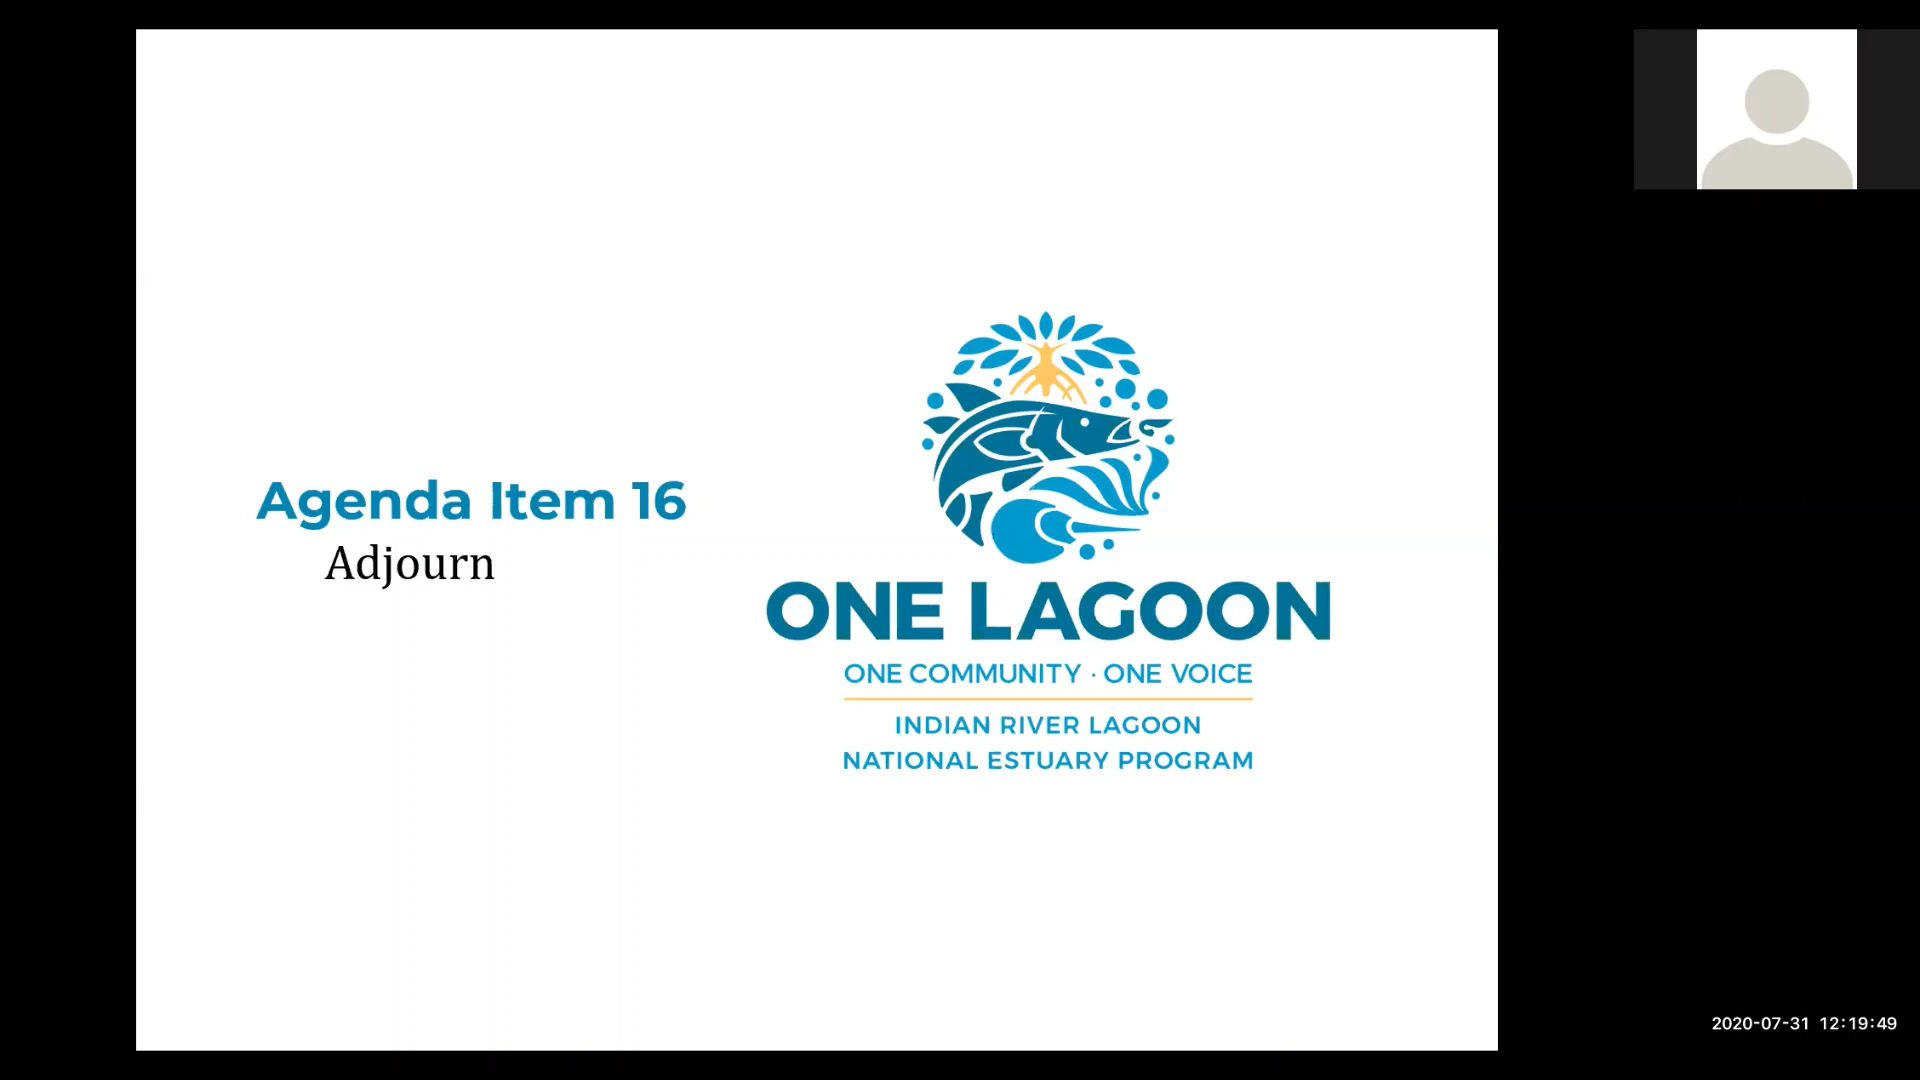 Agenda Item 16
Adjourn
ONE LAGOON
ONE COMMUNITY · ONE VOICE
INDIAN RIVER LAGOON
NATIONAL ESTUARY PROGRAM
2020-07-31 12:19:49